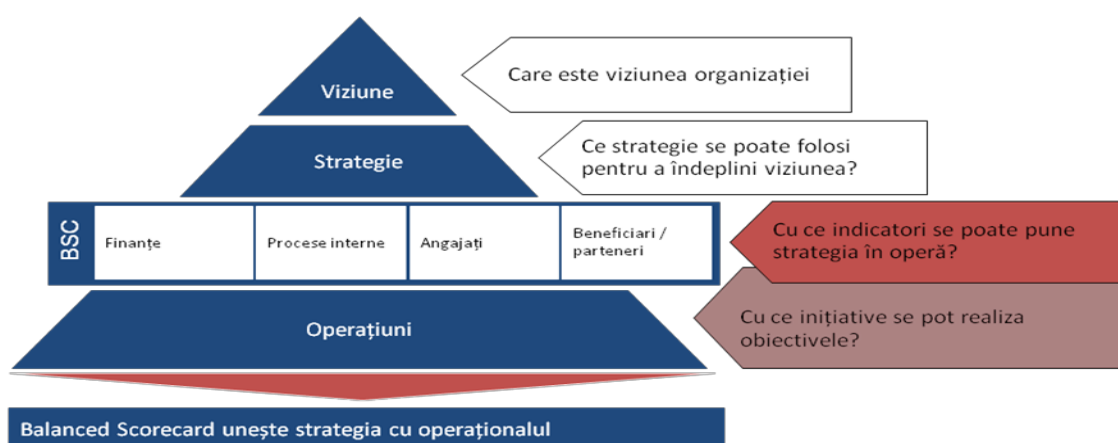 Viziune
Care este viziunea organizației
Strategie
Ce strategie se poate folosi
pentru a îndeplini viziunea?
BSC
Finanțe
Procese interne
Angajați
Beneficiari /
parteneri
Cu ce indicatori se poate pune
strategia în operă?
Operațiuni
Cu ce inițiative se pot realiza
obiectivele?
Balanced Scorecard unește strategia cu operaționalul